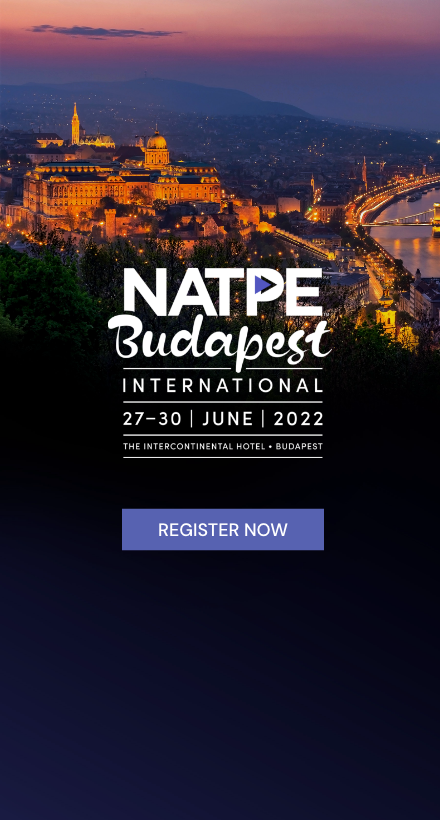 NATPE
Budapest
INTERNATIONAL
27–30 | JUNE | 2022
THE INTERCONTINENTAL HOTEL • BUDAPEST
REGISTER NOW